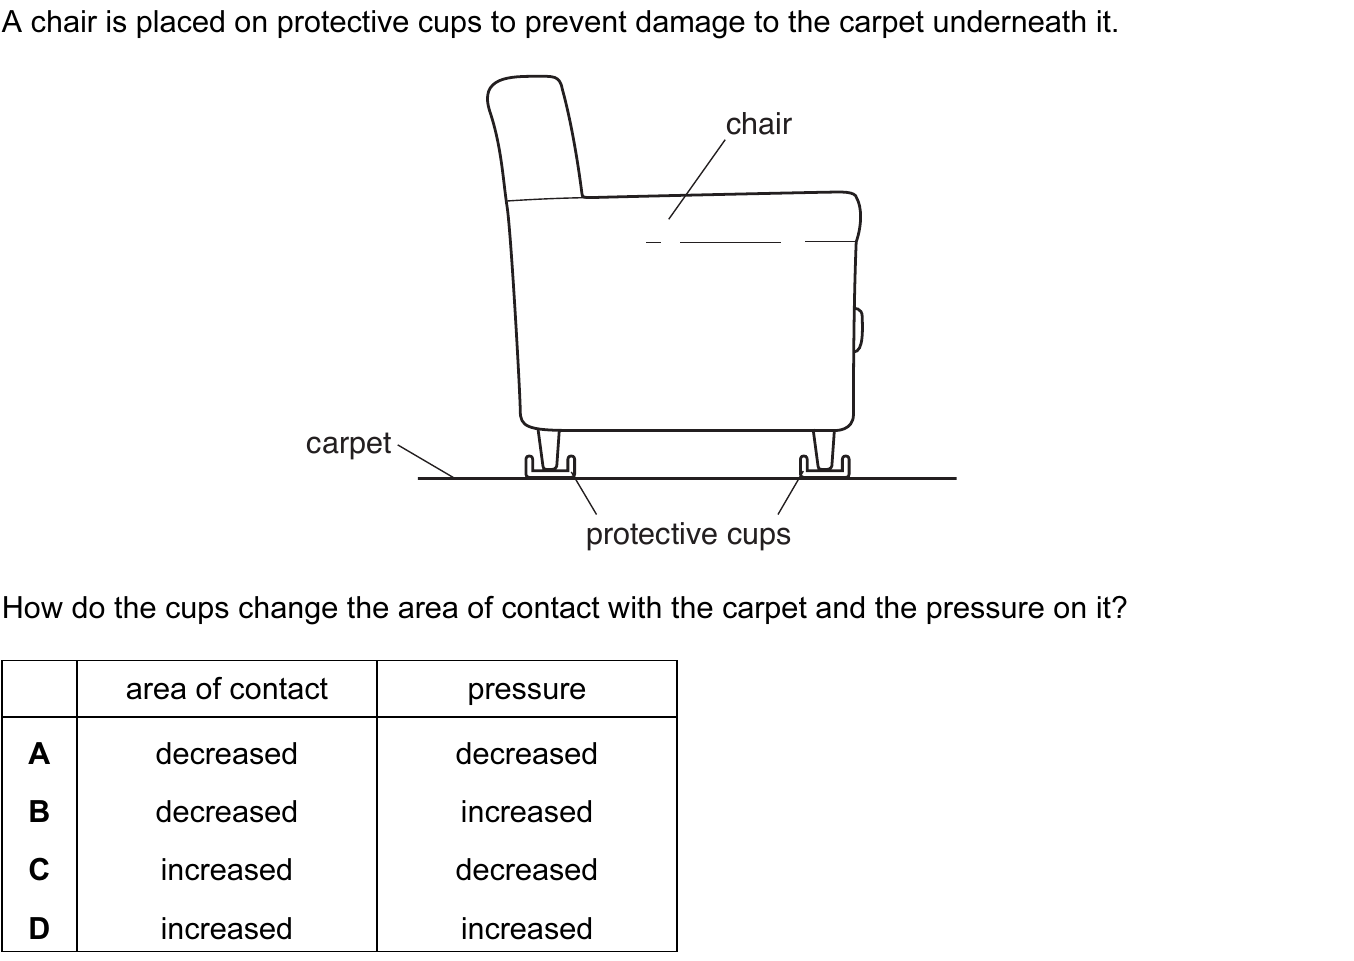 A chair is placed on protective cups to prevent damage to the carpet underneath it.
chair
carpet
protective cups
How do the cups change the area of contact with the carpet and the pressure on it?
area of contact pressure
A decreased decreased
B decreased increased
C increased decreased
D increased increased